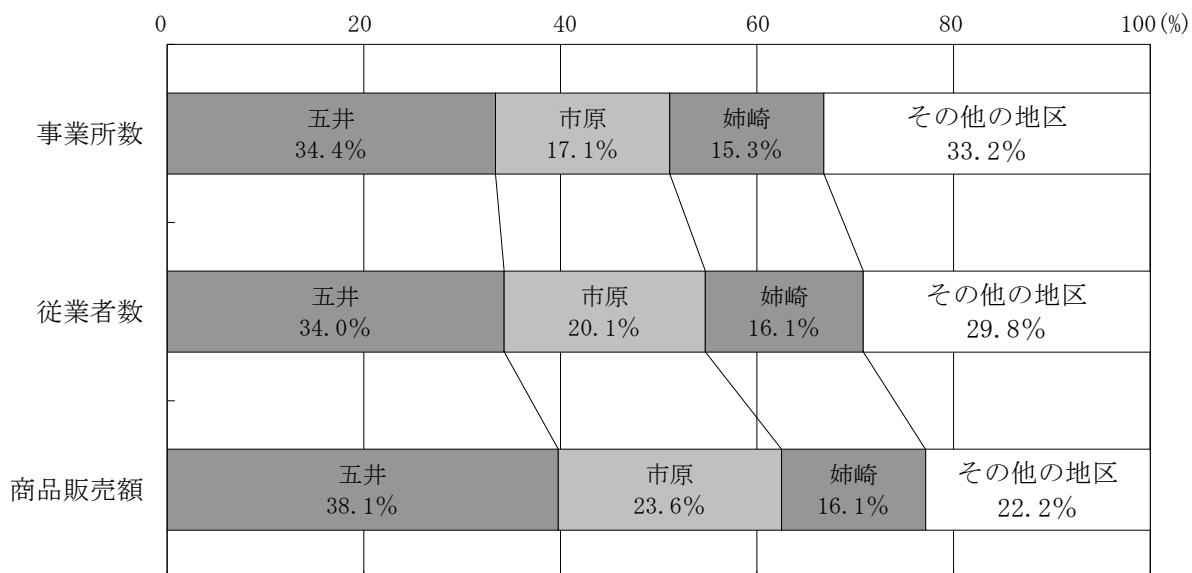 0 20 40 60 80 100(%)
事業所数
五井 市原 姉崎 その他の地区
34.4% 17.1% 15.3% 33.2%
従業者数
五井 市原 姉崎 その他の地区
34.0% 20.1% 16.1% 29.8%
商品販売額
五井 市原 姉崎 その他の地区
38.1% 23.6% 16.1% 22.2%